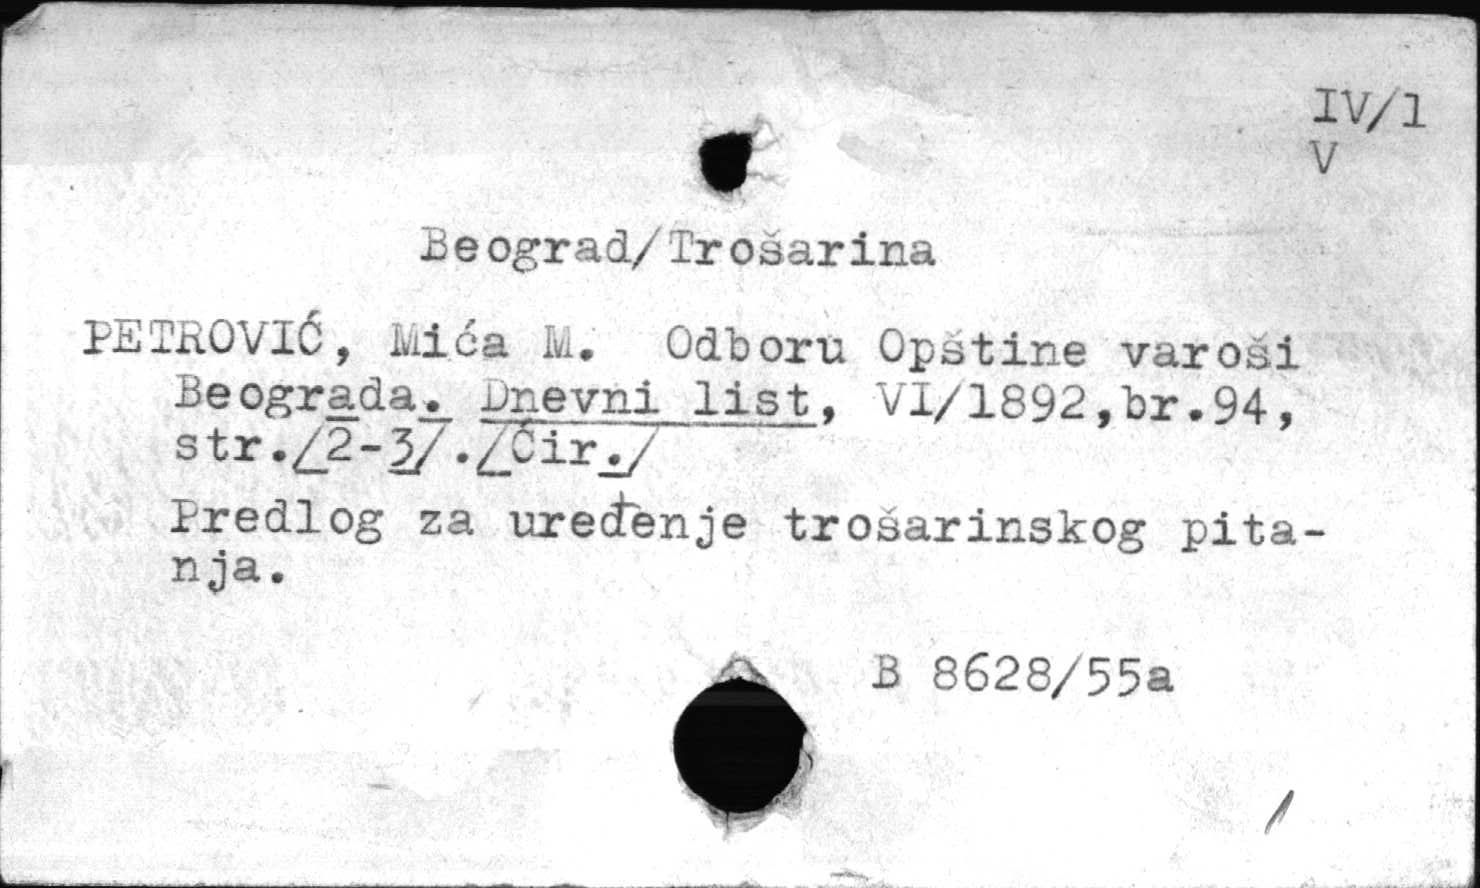 IV/1
V
Beograd/Trošarina
PETROVIĆ, Mića M. Odboru Opštine varoši
Beograda. Dnevni list, VI/1892,br.94,
str./2-3/./Ćir./
Predlog za uređenje trošarinskog pita-
nja.
B 8628/55a